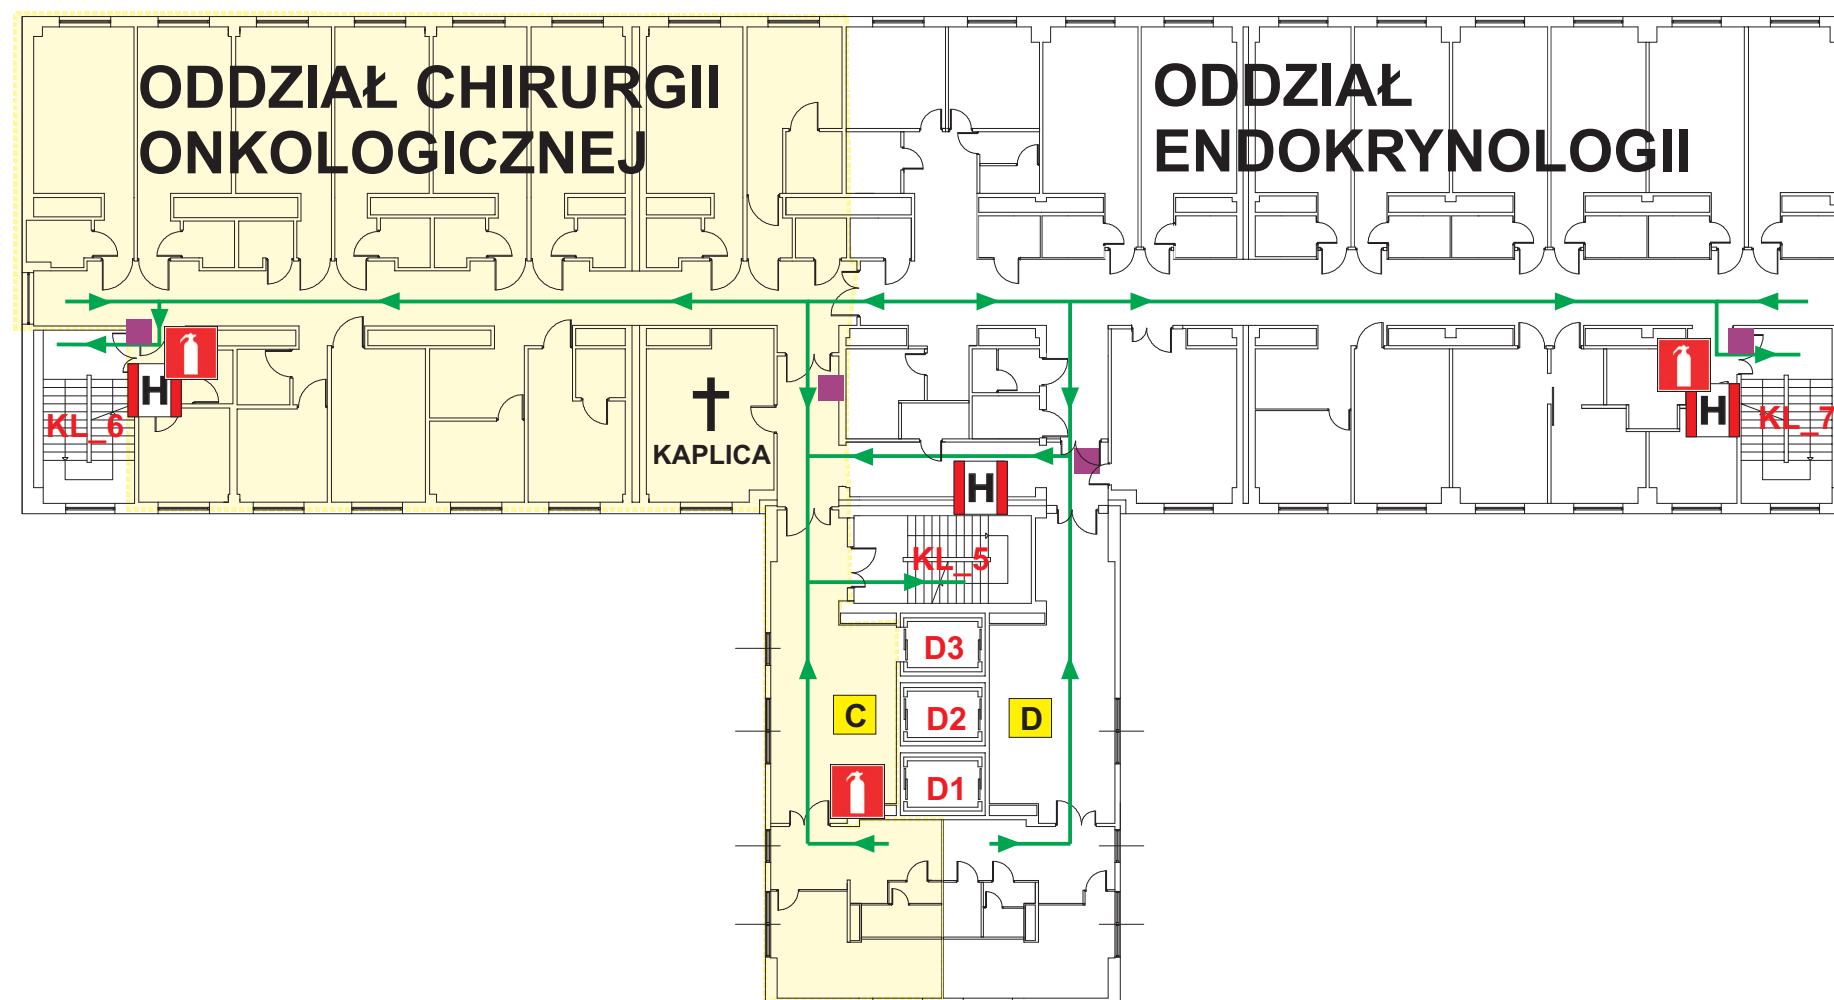 ODDZIAŁ CHIRURGII
ONKOLOGICZNEJ
ODDZIAŁ
ENDOKRYNOLOGII
H
KL_6
KAPLICA
H
KL_7
H
KL_5
D3
C
D2
D
D1